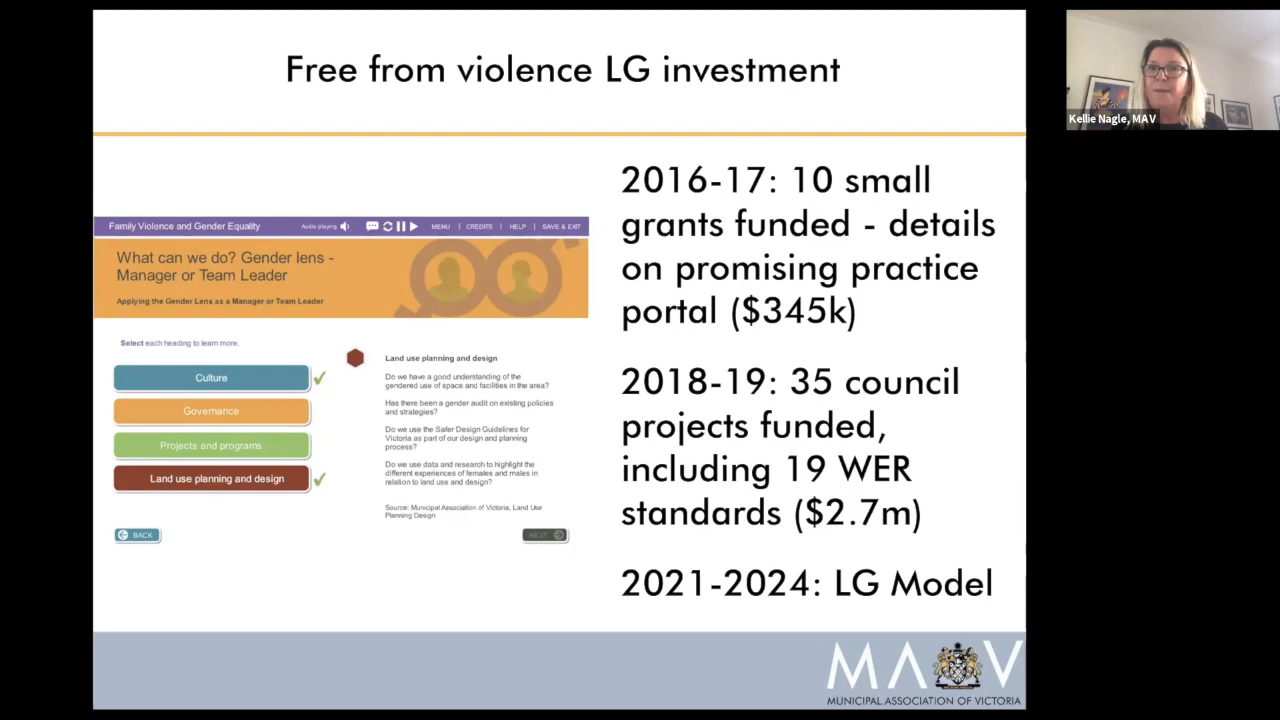 Free from violence LG investment
Kellie Nagle, MAV
Family Violence and Gender Equality
Audio playing
MENU | CREDITS | HELP | SAVE & EXIT
What can we do? Gender lens -
Manager or Team Leader
Applying the Gender Lens as a Manager or Team Leader
Select each heading to learn more.
Culture
Governance
Projects and programs
Land use planning and design
Land use planning and design
Do we have a good understanding of the
gendered use of space and facilities in the area?
Has there been a gender audit on existing policies
and strategies?
Do we use the Safer Design Guidelines for
Victoria as part of our design and planning
process?
Do we use data and research to highlight the
different experiences of females and males in
relation to land use and design?
Source: Municipal Association of Victoria, Land Use
Planning Design
BACK
NEXT
2016-17: 10 small
grants funded - details
on promising practice
portal ($345k)
2018-19: 35 council
projects funded,
including 19 WER
standards ($2.7m)
2021-2024: LG Model
MAV
MUNICIPAL ASSOCIATION OF VICTORIA